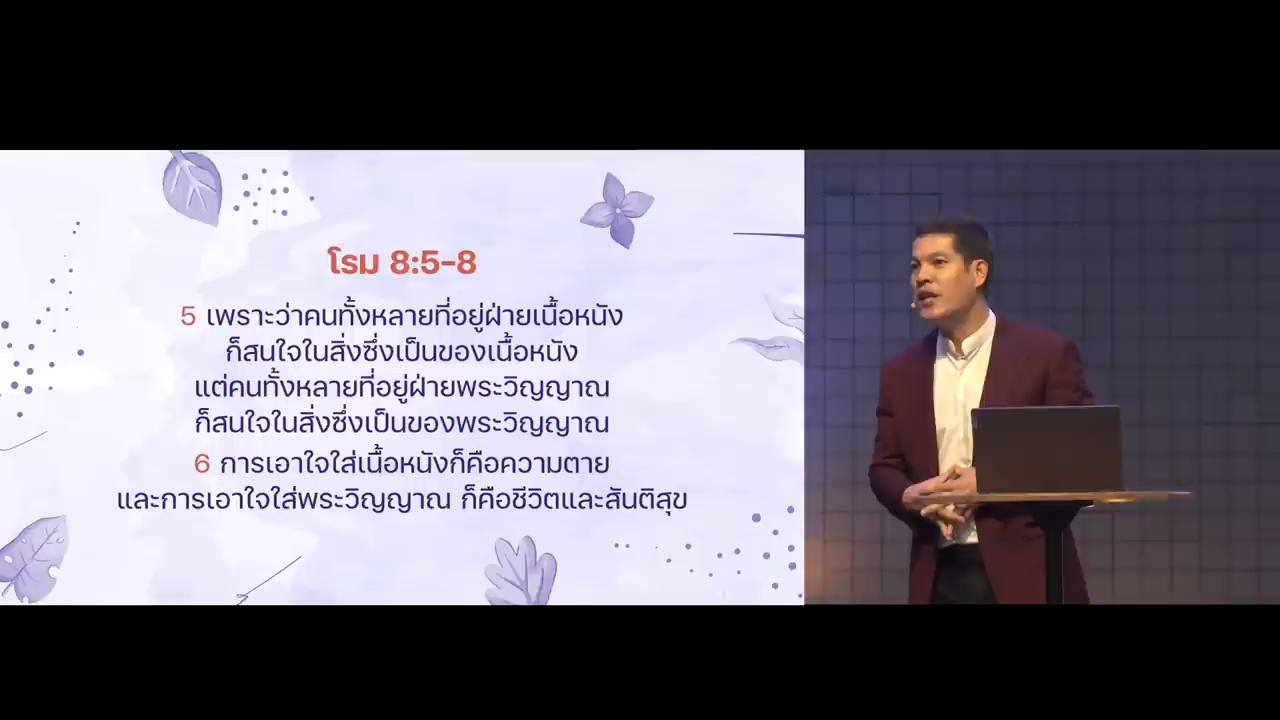 โรม 8:5-8
5 เพราะว่าคนทั้งหลายที่อยู่ฝ่ายเนื้อหนัง
ก็สนใจในสิ่งซึ่งเป็นของเนื้อหนัง
แต่คนทั้งหลายที่อยู่ฝ่ายพระวิญญาณ
ก็สนใจในสิ่งซึ่งเป็นของพระวิญญาณ
6 การเอาใจใส่เนื้อหนังก็คือความตาย
และการเอาใจใส่พระวิญญาณ ก็คือชีวิตและสันติสุข